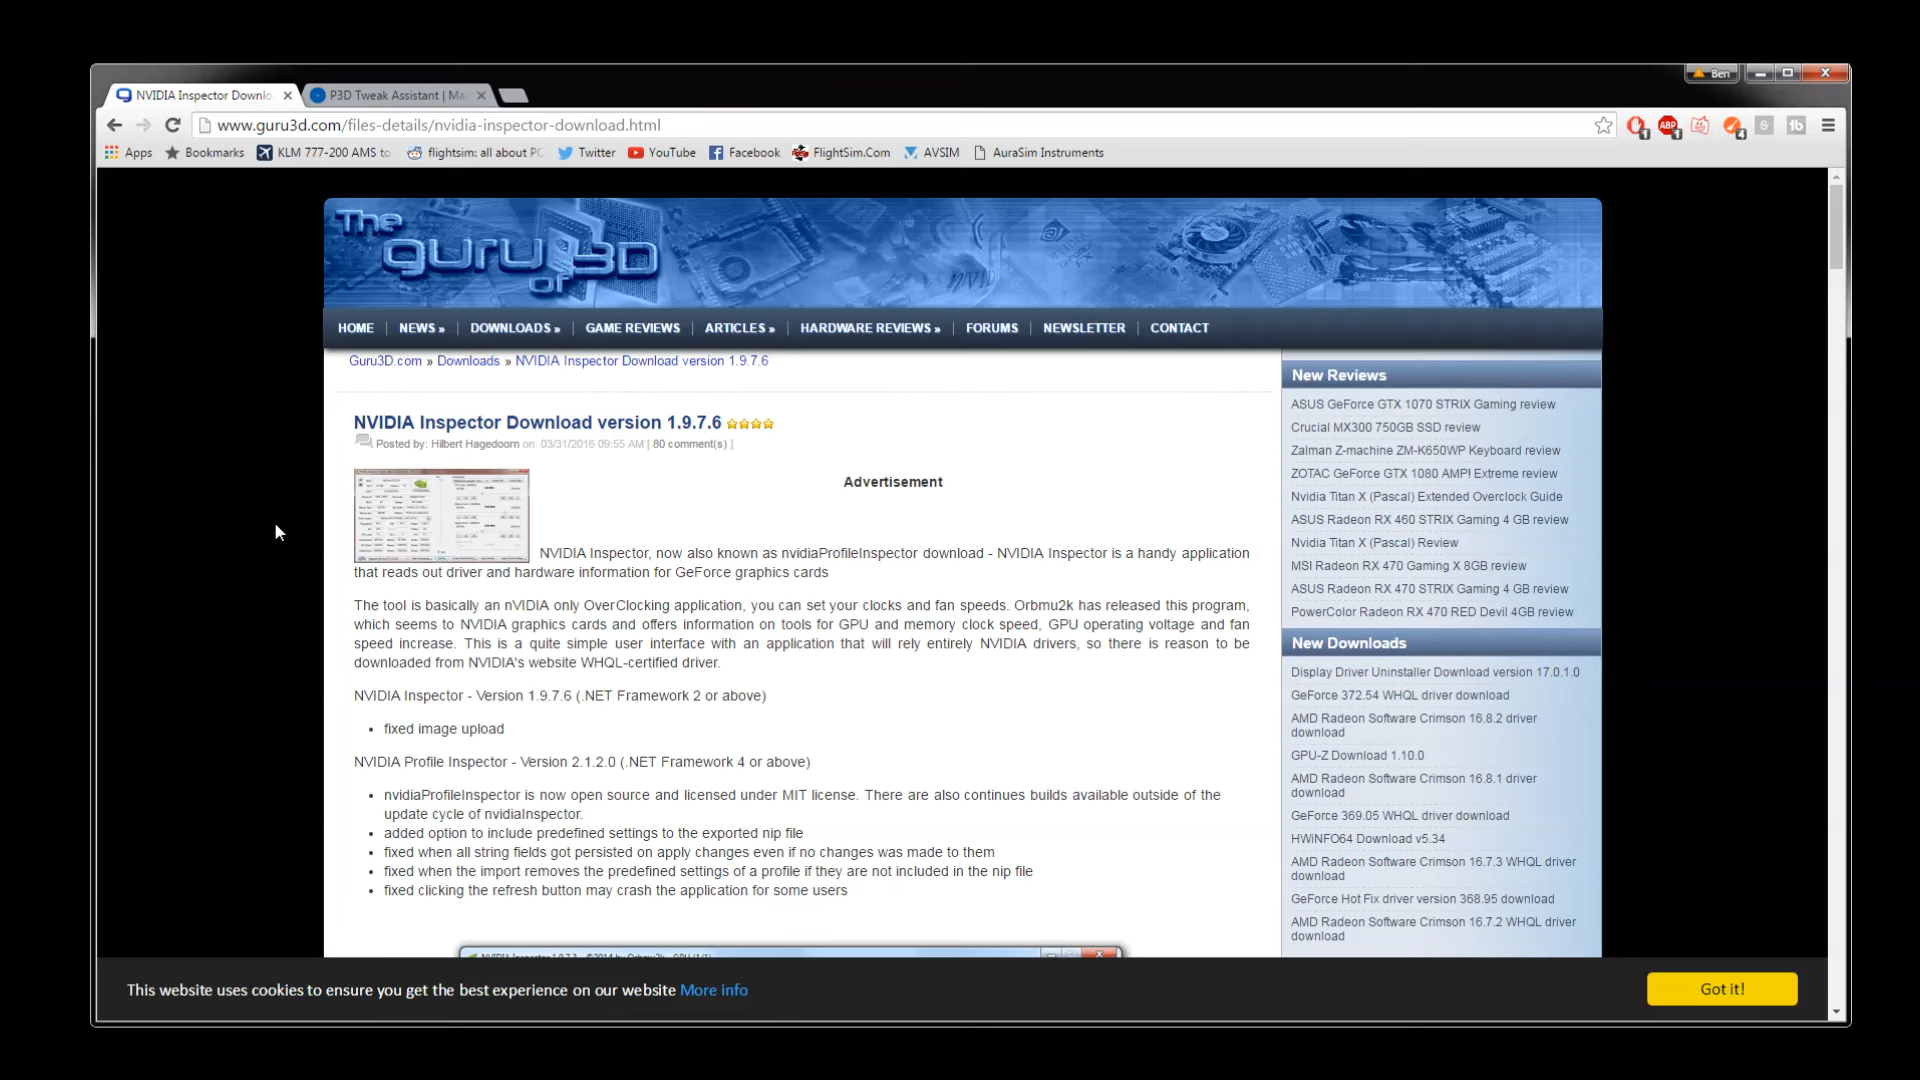 Ben
NVIDIA Inspector Downlo
P3D Tweak Assistant | Ma
www.guru3d.com/files-details/nvidia-inspector-download.html
1
ABP
1
4
S
1b
Apps
Bookmarks
KLM 777-200 AMS to
flightsim: all about PC
Twitter
YouTube
Facebook
FlightSim.Com
AVSIM
AuraSim Instruments
The
guru
of 3D
HOME
NEWS »
DOWNLOADS »
GAME REVIEWS
ARTICLES »
HARDWARE REVIEWS »
FORUMS
NEWSLETTER
CONTACT
Guru3D.com » Downloads » NVIDIA Inspector Download version 1.9.7.6
NVIDIA Inspector Download version 1.9.7.6
Posted by: Hilbert Hagedoorn on: 03/31/2016 09:55 AM [ 80 comment(s) ]
Advertisement
NVIDIA Inspector, now also known as nvidiaProfileInspector download - NVIDIA Inspector is a handy application
that reads out driver and hardware information for GeForce graphics cards
The tool is basically an nVIDIA only OverClocking application, you can set your clocks and fan speeds. Orbmu2k has released this program,
which seems to NVIDIA graphics cards and offers information on tools for GPU and memory clock speed, GPU operating voltage and fan
speed increase. This is a quite simple user interface with an application that will rely entirely NVIDIA drivers, so there is reason to be
downloaded from NVIDIA's website WHQL-certified driver.
NVIDIA Inspector - Version 1.9.7.6 (.NET Framework 2 or above)
• fixed image upload
NVIDIA Profile Inspector - Version 2.1.2.0 (.NET Framework 4 or above)
• nvidiaProfileInspector is now open source and licensed under MIT license. There are also continues builds available outside of the
update cycle of nvidiaInspector.
• added option to include predefined settings to the exported nip file
• fixed when all string fields got persisted on apply changes even if no changes was made to them
• fixed when the import removes the predefined settings of a profile if they are not included in the nip file
• fixed clicking the refresh button may crash the application for some users
New Reviews
ASUS GeForce GTX 1070 STRIX Gaming review
Crucial MX300 750GB SSD review
Zalman Z-machine ZM-K650WP Keyboard review
ZOTAC GeForce GTX 1080 AMP! Extreme review
Nvidia Titan X (Pascal) Extended Overclock Guide
ASUS Radeon RX 460 STRIX Gaming 4 GB review
Nvidia Titan X (Pascal) Review
MSI Radeon RX 470 Gaming X 8GB review
ASUS Radeon RX 470 STRIX Gaming 4 GB review
PowerColor Radeon RX 470 RED Devil 4GB review
New Downloads
Display Driver Uninstaller Download version 17.0.1.0
GeForce 372.54 WHQL driver download
AMD Radeon Software Crimson 16.8.2 driver
download
GPU-Z Download 1.10.0
AMD Radeon Software Crimson 16.8.1 driver
download
GeForce 369.05 WHQL driver download
HWiNFO64 Download v5.34
AMD Radeon Software Crimson 16.7.3 WHQL driver
download
GeForce Hot Fix driver version 368.95 download
AMD Radeon Software Crimson 16.7.2 WHQL driver
download
This website uses cookies to ensure you get the best experience on our website More info
Got it!